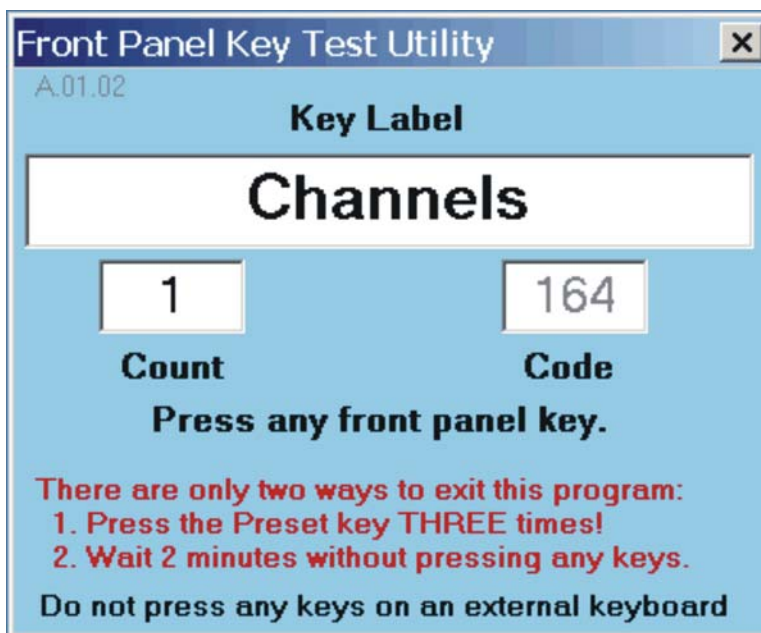 Front Panel Key Test Utility
A.01.02
Key Label
Channels
1 164
Count Code
Press any front panel key.
There are only two ways to exit this program:
1. Press the Preset key THREE times!
2. Wait 2 minutes without pressing any keys.
Do not press any keys on an external keyboard